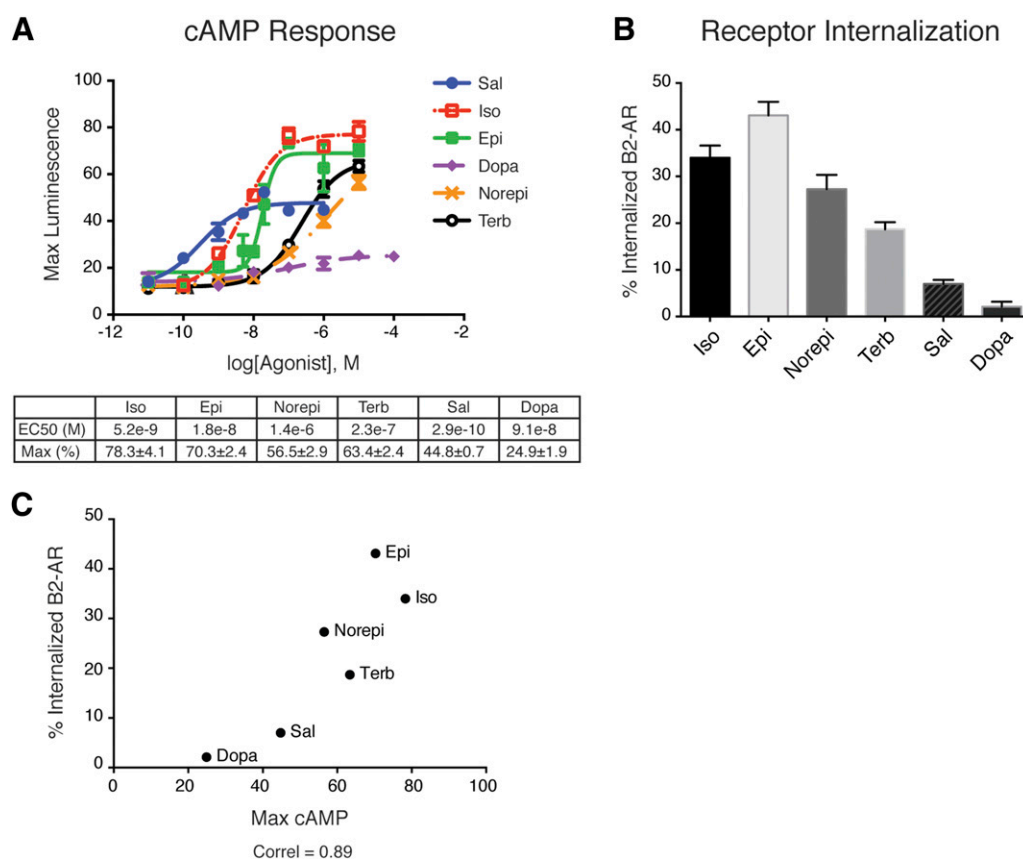 A
cAMP Response
100
80
60
40
20
0
Max Luminescence
-12
-10
-8
-6
-4
-2
log[Agonist], M
Sal
Iso
Epi
Dopa
Norepi
Terb
Iso Epi Norepi Terb Sal Dopa
EC50 (M) 5.2e-9 1.8e-8 1.4e-6 2.3e-7 2.9e-10 9.1e-8
Max (%) 78.3±4.1 70.3±2.4 56.5±2.9 63.4±2.4 44.8±0.7 24.9±1.9
B
Receptor Internalization
50
40
30
20
10
0
% Internalized B2-AR
Iso
Epi
Norepi
Terb
Sal
Dopa
C
50
40
30
20
10
0
% Internalized B2-AR
Epi
Iso
Norepi
Terb
Sal
Dopa
0
20
40
60
80
100
Max cAMP
Correl = 0.89